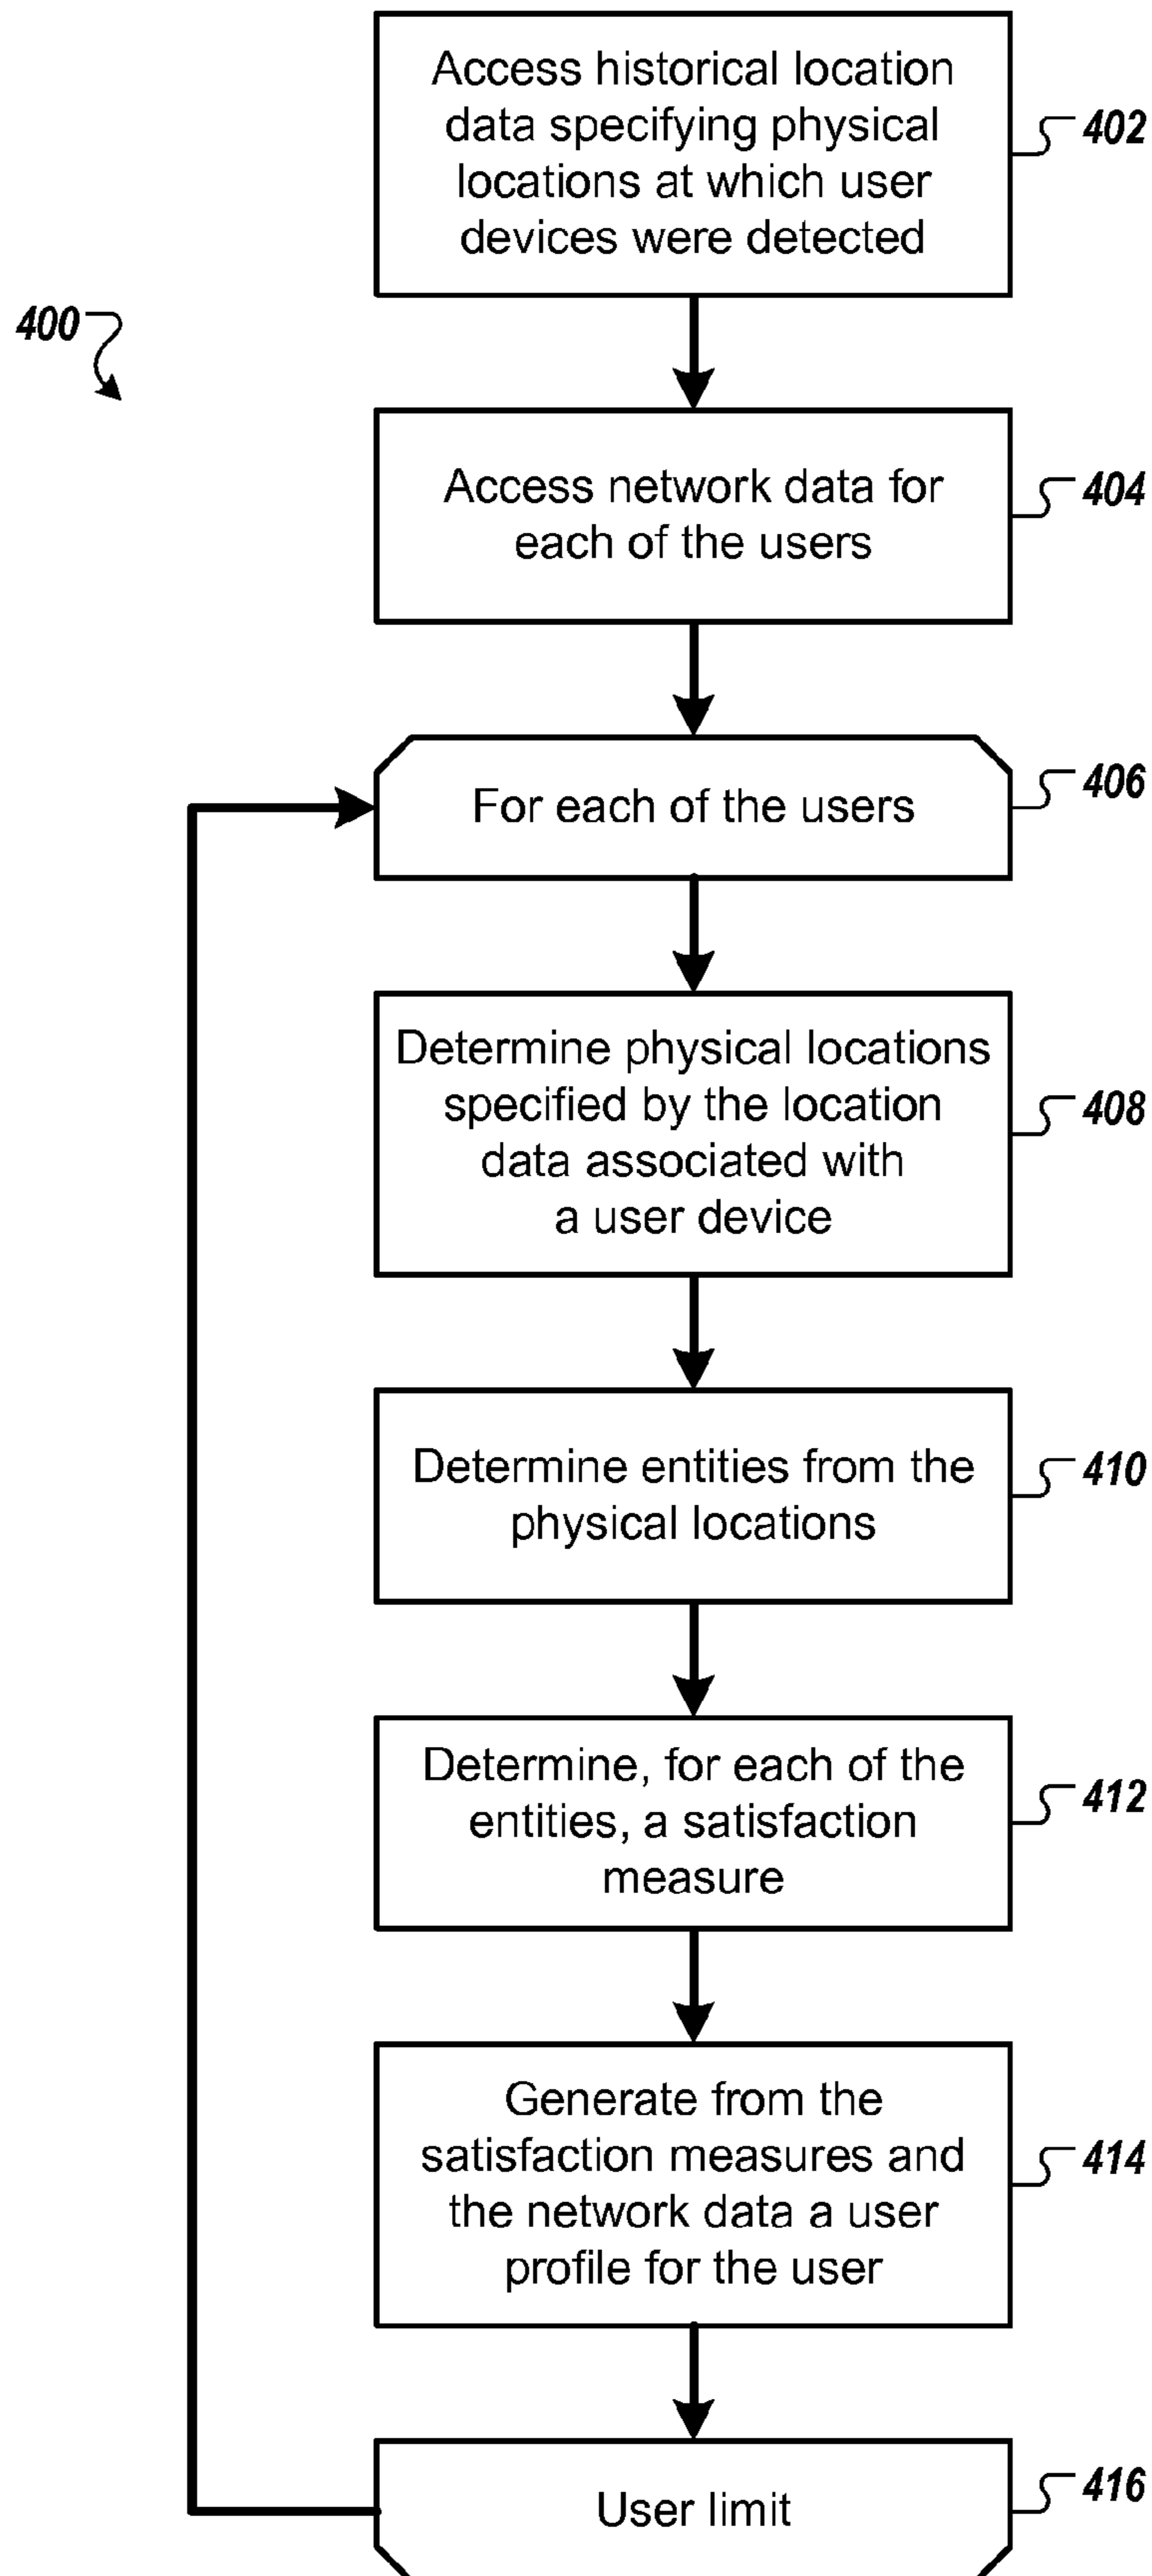 Access historical location
data specifying physical
locations at which user
devices were detected
402
400
Access network data for
each of the users
404
For each of the users
406
Determine physical locations
specified by the location
data associated with
a user device
408
Determine entities from the
physical locations
410
Determine, for each of the
entities, a satisfaction
measure
412
Generate from the
satisfaction measures and
the network data a user
profile for the user
414
User limit
416